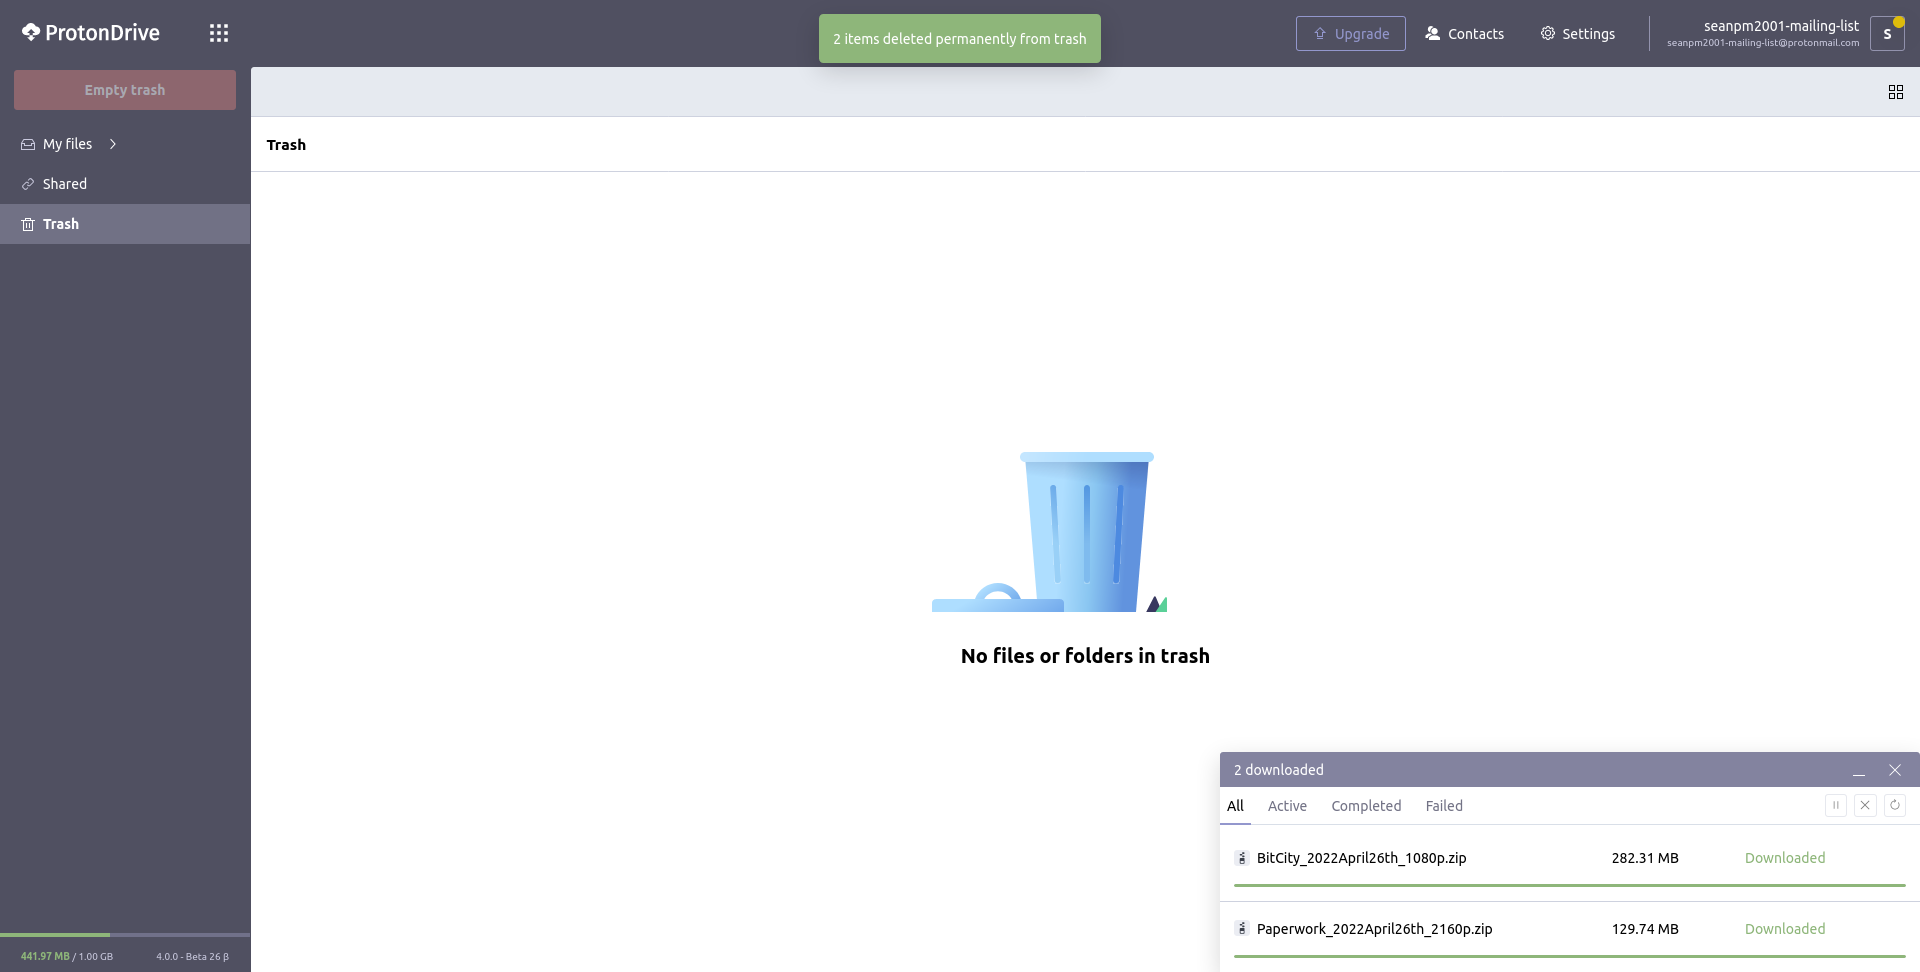 ProtonDrive
2 items deleted permanently from trash
Upgrade
Contacts
Settings
seanpm2001-mailing-list
seanpm2001-mailing-list@protonmail.com
S
Empty trash
My files
Shared
Trash
Trash
No files or folders in trash
2 downloaded
All Active Completed Failed
BitCity_2022April26th_1080p.zip 282.31 MB Downloaded
Paperwork_2022April26th_2160p.zip 129.74 MB Downloaded
441.97 MB / 1.00 GB 4.0.0 - Beta 26 β